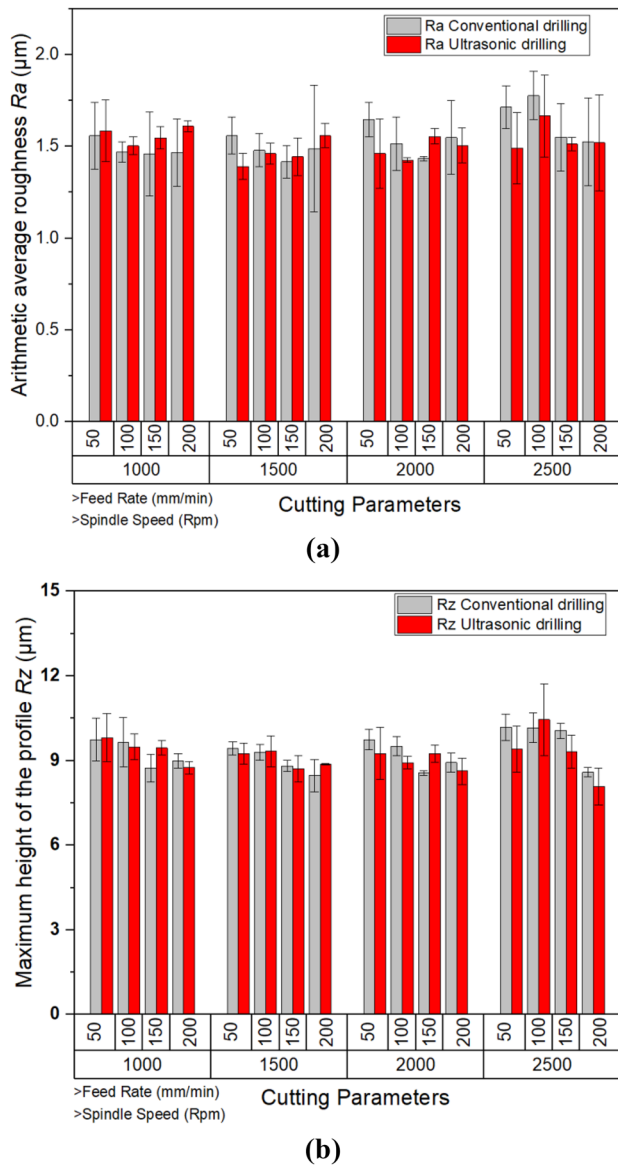 Ra Conventional drilling
Ra Ultrasonic drilling
Arithmetic average roughness Ra (μm)
2.0
1.5
1.0
0.5
0.0
50 100 150 200 50 100 150 200 50 100 150 200 50 100 150 200
1000 1500 2000 2500
>Feed Rate (mm/min)
>Spindle Speed (Rpm)
Cutting Parameters
(a)
Rz Conventional drilling
Rz Ultrasonic drilling
Maximum height of the profile Rz (μm)
15
12
9
6
3
0
50 100 150 200 50 100 150 200 50 100 150 200 50 100 150 200
1000 1500 2000 2500
>Feed Rate (mm/min)
>Spindle Speed (Rpm)
Cutting Parameters
(b)